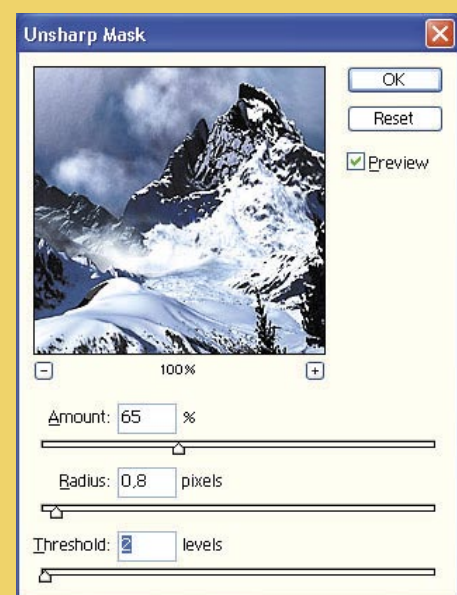 Unsharp Mask
OK
Reset
Preview
100%
Amount: 65 %
Radius: 0,8 pixels
Threshold: 2 levels